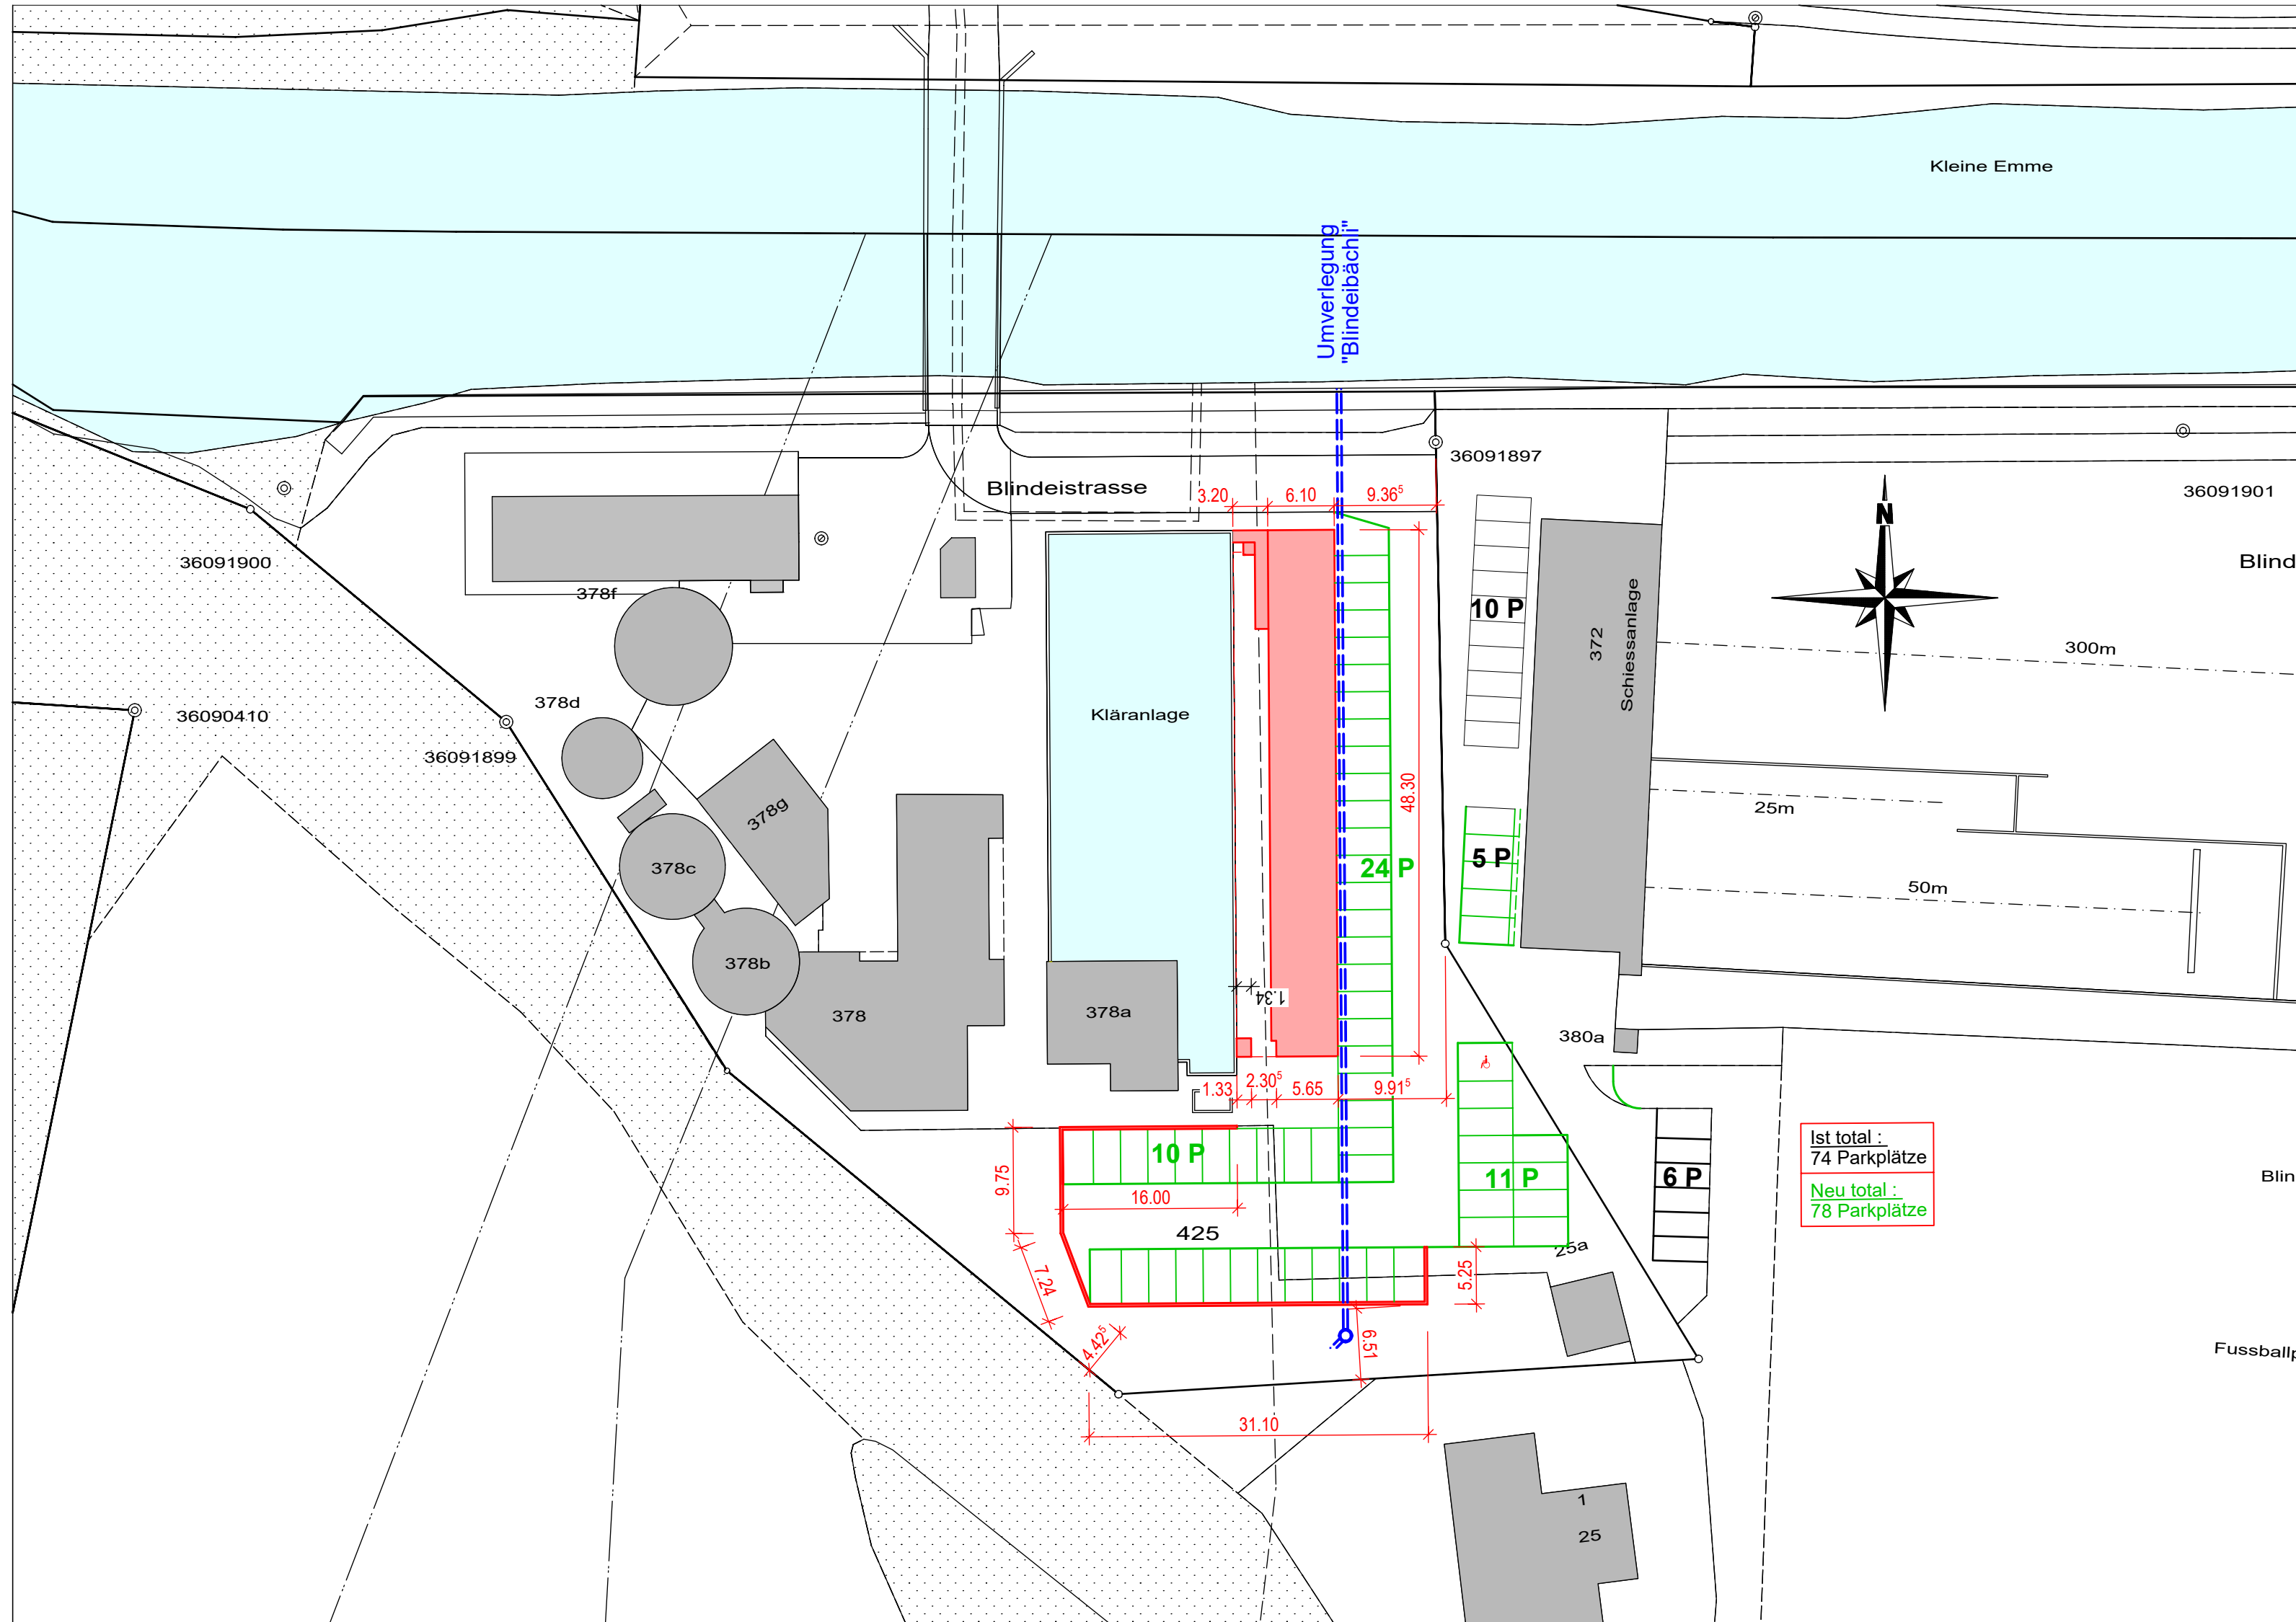 Kleine Emme
Umverlegung
"Blindeibächli"
36091897
Blindeistrasse
3.20
6.10
9.36⁵
36091901
N
Blind
36091900
378f
10 P
372
Schiessanlage
300m
378d
36090410
36091899
Kläranlage
48.30
25m
378g
378c
24 P
5 P
50m
378b
378
378a
1.34
380a
1.33
2.30⁵
5.65
9.91⁵
10 P
9.75
16.00
11 P
6 P
Ist total :
74 Parkplätze
Neu total :
78 Parkplätze
Blin
425
25a
7.24
5.25
4.42⁵
6.51
Fussballp
31.10
1
25